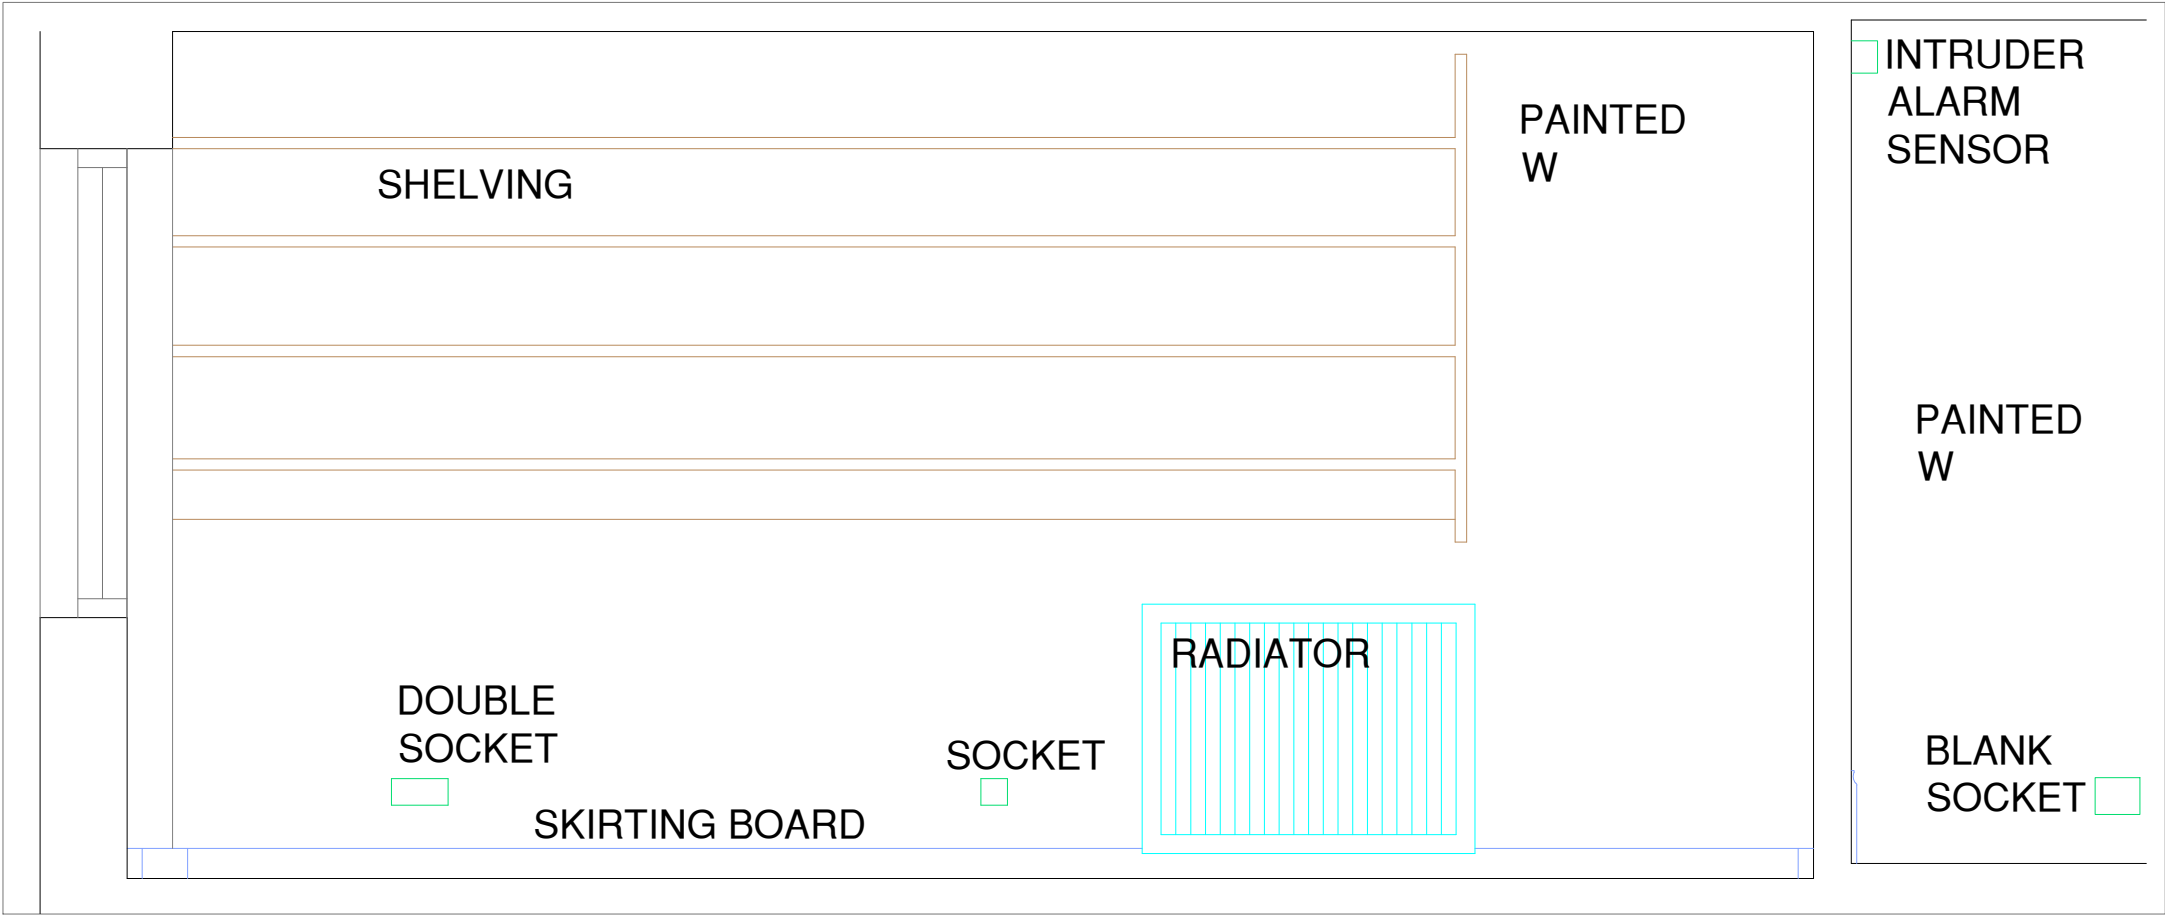 SHELVING
PAINTED
W
DOUBLE
SOCKET
SOCKET
SKIRTING BOARD
RADIATOR
INTRUDER
ALARM
SENSOR
PAINTED
W
BLANK
SOCKET